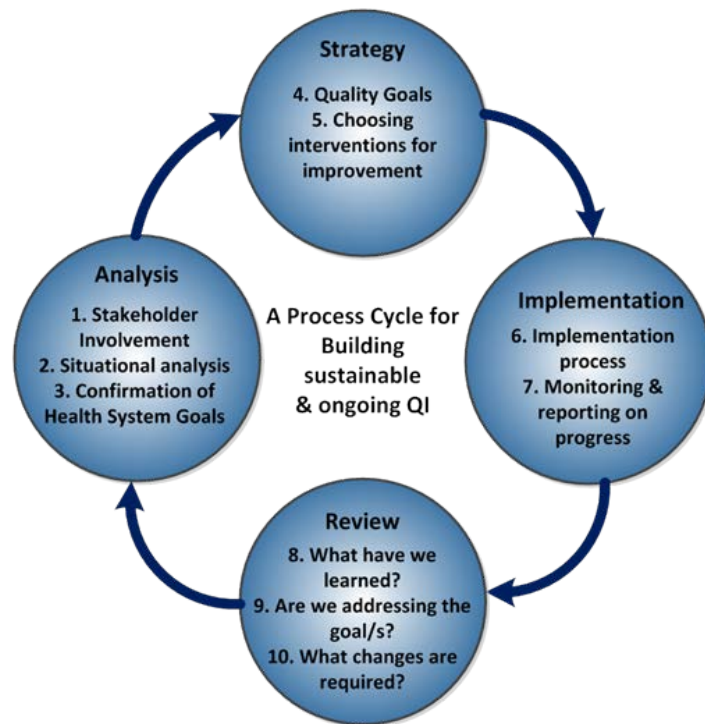 Strategy
4. Quality Goals
5. Choosing
interventions for
improvement
Analysis
1. Stakeholder
Involvement
2. Situational analysis
3. Confirmation of
Health System Goals
A Process Cycle for
Building
sustainable
& ongoing QI
Implementation
6. Implementation
process
7. Monitoring &
reporting on
progress
Review
8. What have we
learned?
9. Are we addressing the
goal/s?
10. What changes are
required?